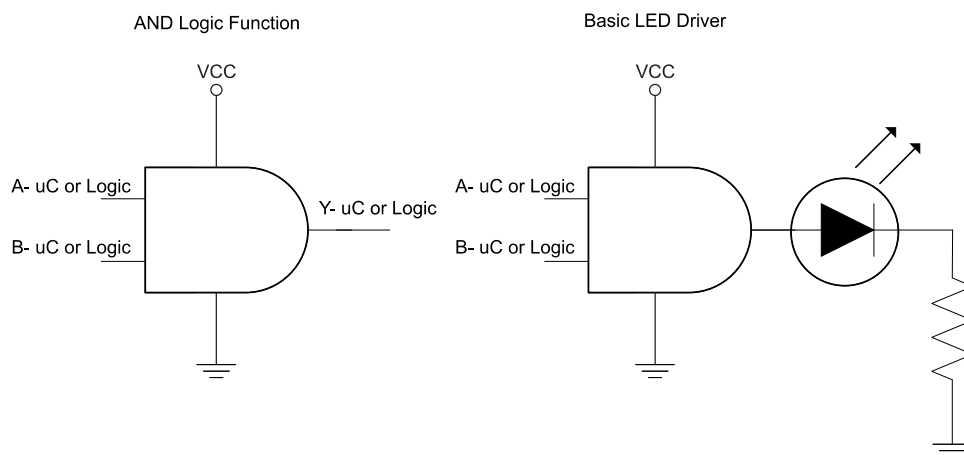 AND Logic Function
Basic LED Driver
VCC
VCC
A- uC or Logic
Y- uC or Logic
B- uC or Logic
A- uC or Logic
B- uC or Logic